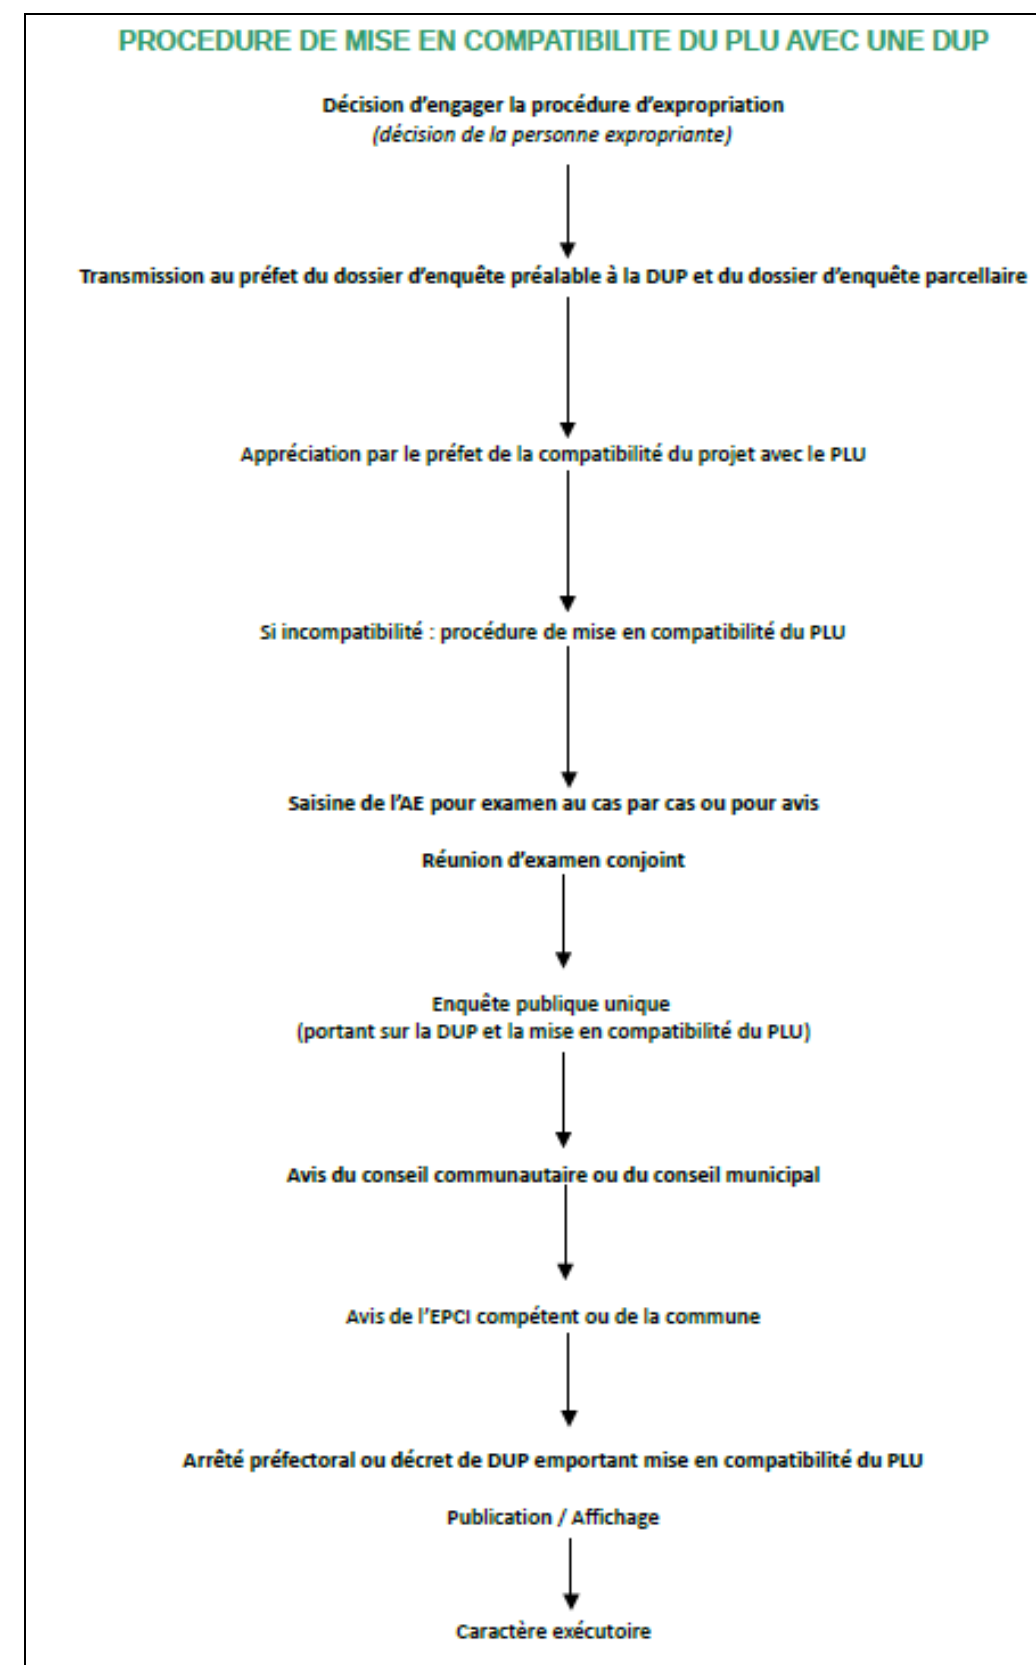 PROCEDURE DE MISE EN COMPATIBILITE DU PLU AVEC UNE DUP
Décision d'engager la procédure d'expropriation
(décision de la personne expropriante)
Transmission au préfet du dossier d'enquête préalable à la DUP et du dossier d'enquête parcellaire
Appréciation par le préfet de la compatibilité du projet avec le PLU
Si incompatibilité : procédure de mise en compatibilité du PLU
Saisine de l'AE pour examen au cas par cas ou pour avis
Réunion d'examen conjoint
Enquête publique unique
(portant sur la DUP et la mise en compatibilité du PLU)
Avis du conseil communautaire ou du conseil municipal
Avis de l'EPCI compétent ou de la commune
Arrêté préfectoral ou décret de DUP emportant mise en compatibilité du PLU
Publication / Affichage
Caractère exécutoire